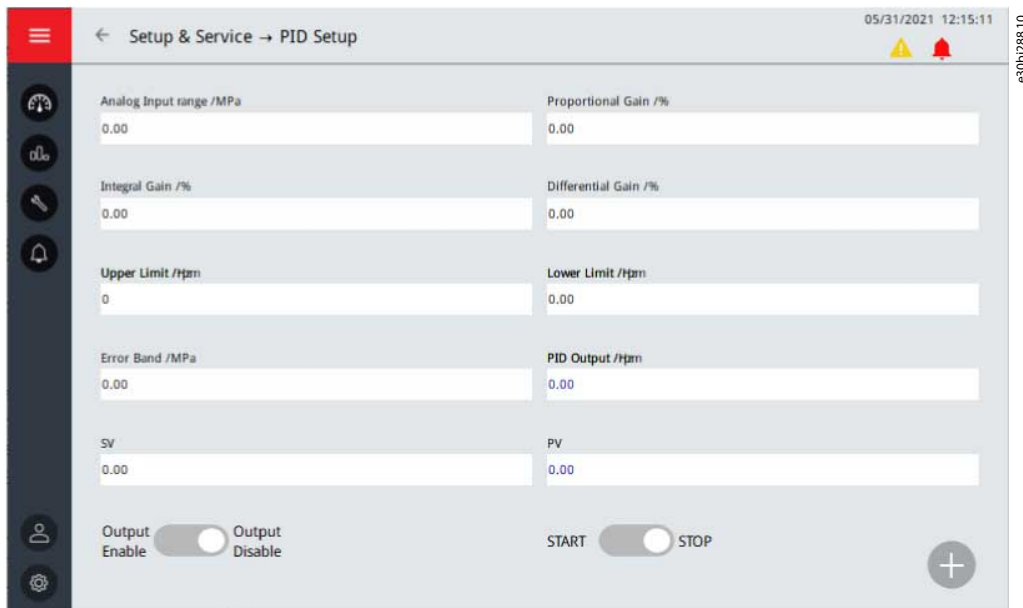 05/31/2021 12:15:11
Setup & Service → PID Setup
Analog Input range /MPa
Proportional Gain /%
0.00
0.00
Integral Gain /%
Differential Gain /%
0.00
0.00
Upper Limit
Lower Limit
0
0.00
Error Band /MPa
PID Output
0.00
0.00
SV
PV
0.00
0.00
Output Enable
Output Disable
START
STOP
e30bj288.10